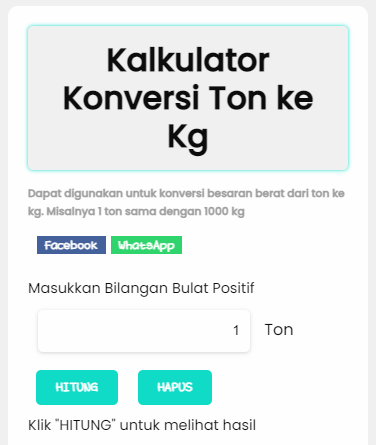 Kalkulator
Konversi Ton ke
Kg
Dapat digunakan untuk konversi besaran berat dari ton ke
kg. Misalnya 1 ton sama dengan 1000 kg
Facebook WhatsApp
Masukkan Bilangan Bulat Positif
1 Ton
HITUNG HAPUS
Klik "HITUNG" untuk melihat hasil